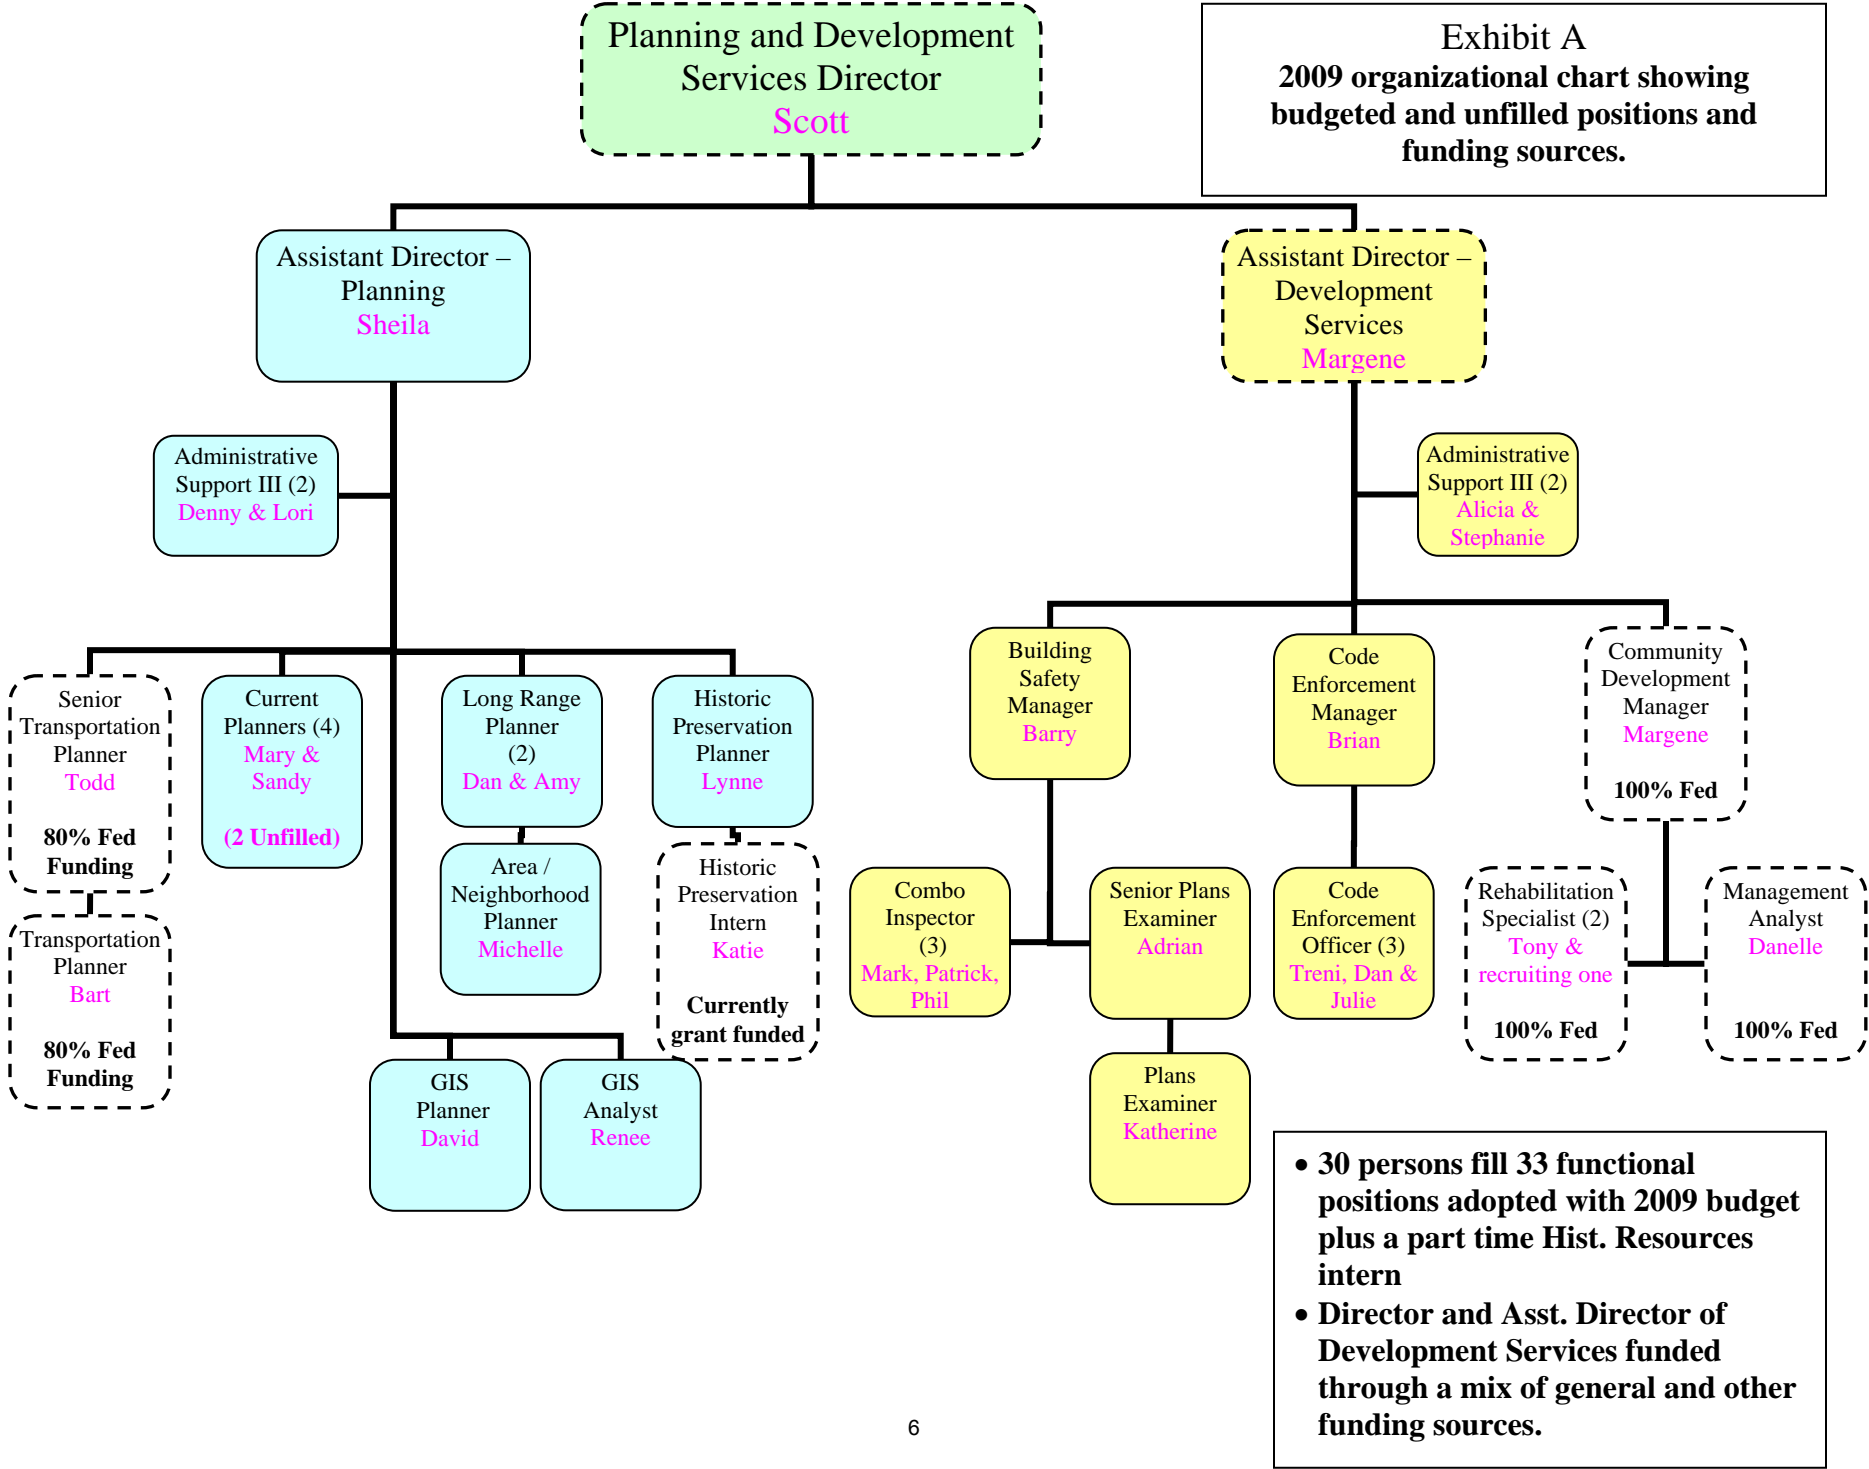 Planning and Development
Services Director
Scott
Exhibit A
2009 organizational chart showing
budgeted and unfilled positions and
funding sources.
Assistant Director –
Planning
Sheila
Assistant Director –
Development
Services
Margene
Administrative
Support III (2)
Denny & Lori
Administrative
Support III (2)
Alicia &
Stephanie
Senior
Transportation
Planner
Todd
80% Fed
Funding
Current
Planners (4)
Mary &
Sandy
(2 Unfilled)
Long Range
Planner
(2)
Dan & Amy
Historic
Preservation
Planner
Lynne
Building
Safety
Manager
Barry
Code
Enforcement
Manager
Brian
Community
Development
Manager
Margene
100% Fed
Transportation
Planner
Bart
80% Fed
Funding
Area /
Neighborhood
Planner
Michelle
Historic
Preservation
Intern
Katie
Currently
grant funded
Combo
Inspector
(3)
Mark, Patrick,
Phil
Senior Plans
Examiner
Adrian
Code
Enforcement
Officer (3)
Treni, Dan &
Julie
Rehabilitation
Specialist (2)
Tony &
recruiting one
100% Fed
Management
Analyst
Danelle
100% Fed
GIS
Planner
David
GIS
Analyst
Renee
Plans
Examiner
Katherine
• 30 persons fill 33 functional
positions adopted with 2009 budget
plus a part time Hist. Resources
intern
• Director and Asst. Director of
Development Services funded
through a mix of general and other
funding sources.
6